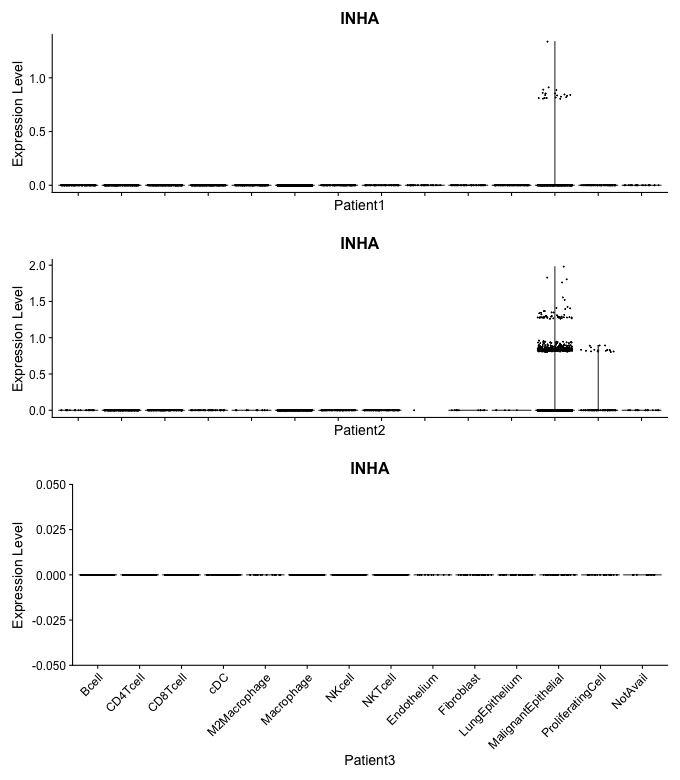 INHA
Expression Level
1.0
0.5
0.0
Patient1
INHA
Expression Level
2.0
1.5
1.0
0.5
0.0
Patient2
INHA
Expression Level
0.050
0.025
0.000
-0.025
-0.050
Bcell
CD4Tcell
CD8Tcell
cDC
M2Macrophage
Macrophage
NKcell
NKTcell
Endothelium
Fibroblast
LungEpithelium
MalignantEpithelial
ProliferatingCell
NotAvail
Patient3